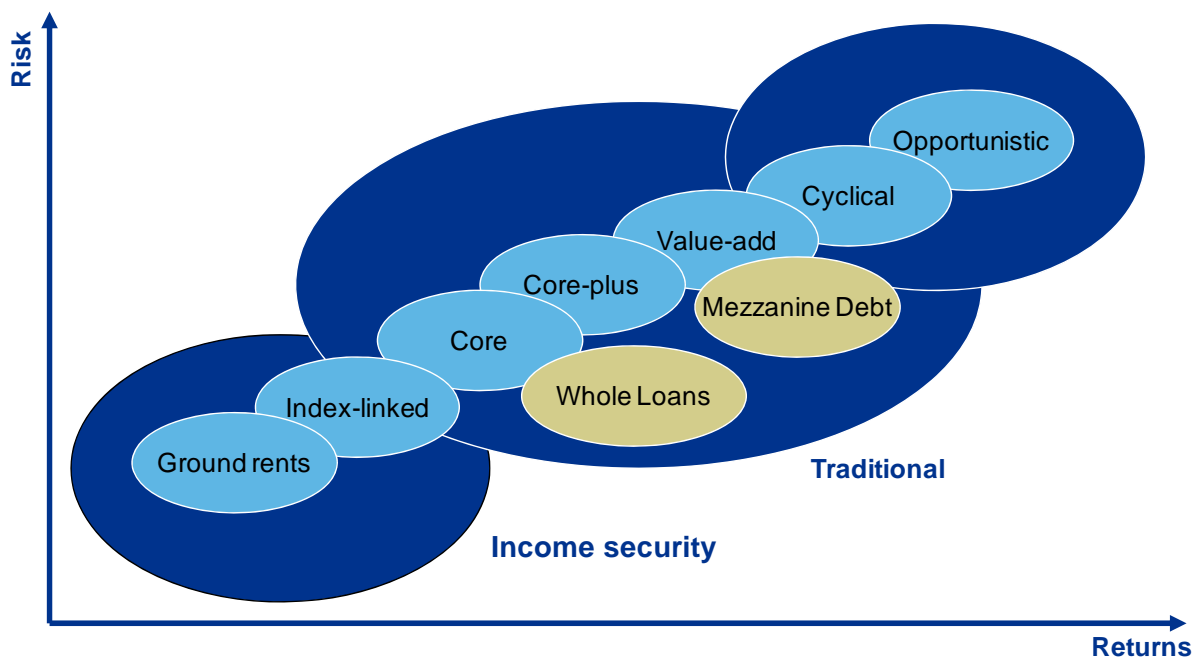 Risk
Opportunistic
Cyclical
Value-add
Core-plus
Mezzanine Debt
Core
Whole Loans
Index-linked
Ground rents
Traditional
Income security
Returns